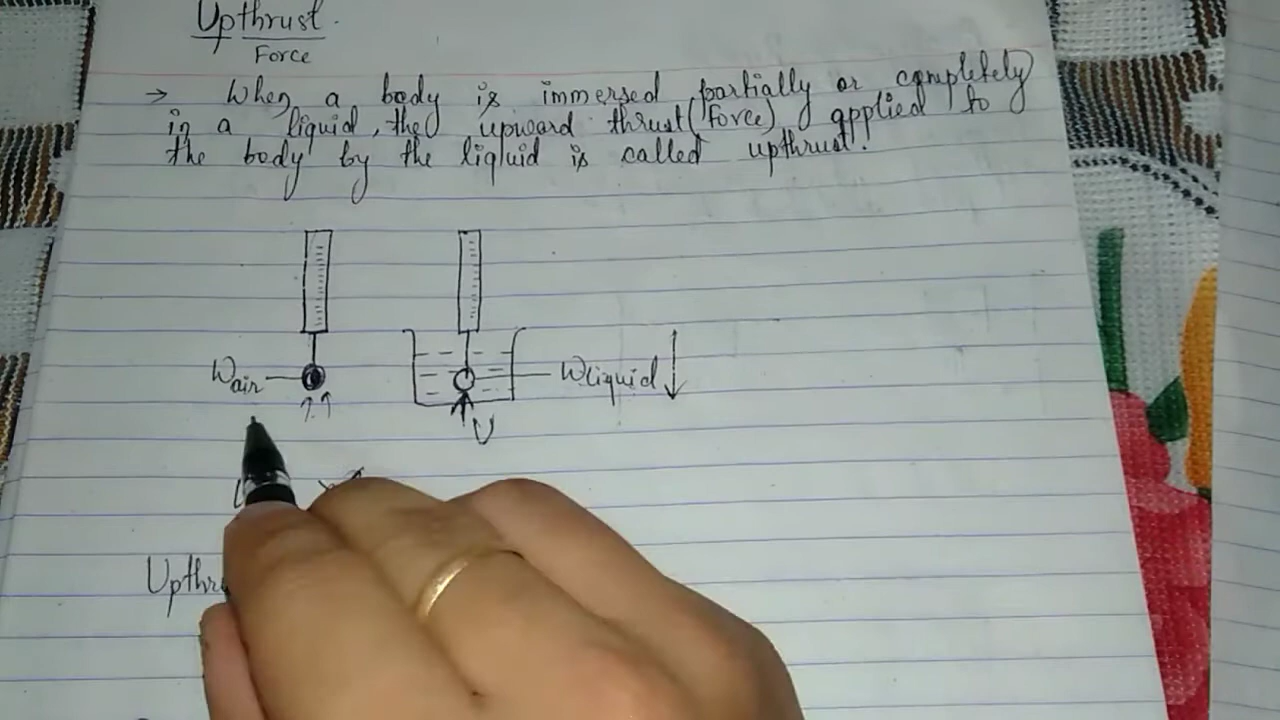 Upthrust
Force
→ When a body is immersed partially or completely
in a liquid, the upward thrust (Force) applied to
the body by the liquid is called upthrust.
Wair
Wliquid
U